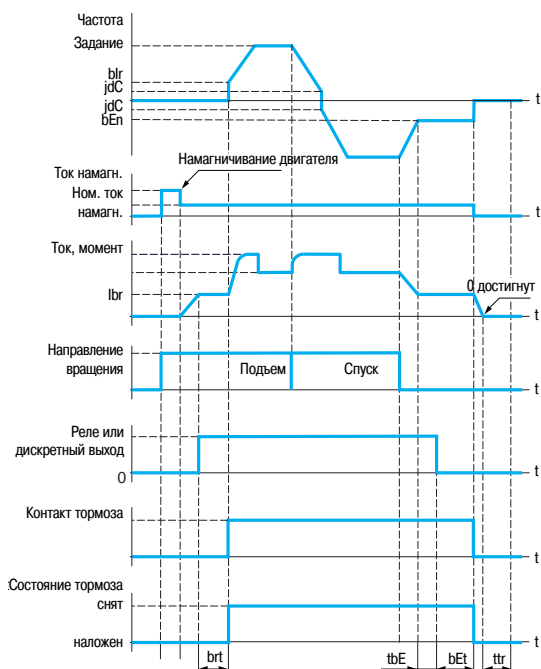 Частота
Задание
bIr
jdC
jdC
bEn
t
Намагничивание двигателя
Ток намагн.
Ном. ток
намагн.
t
Ток, момент
Ibr
0 достигнут
t
Направление
вращения
Подъем
Спуск
t
Реле или
дискретный выход
0
t
Контакт тормоза
t
:Состояние тормоза
снят
наложен
t
brt
tbE
bEt
ttr